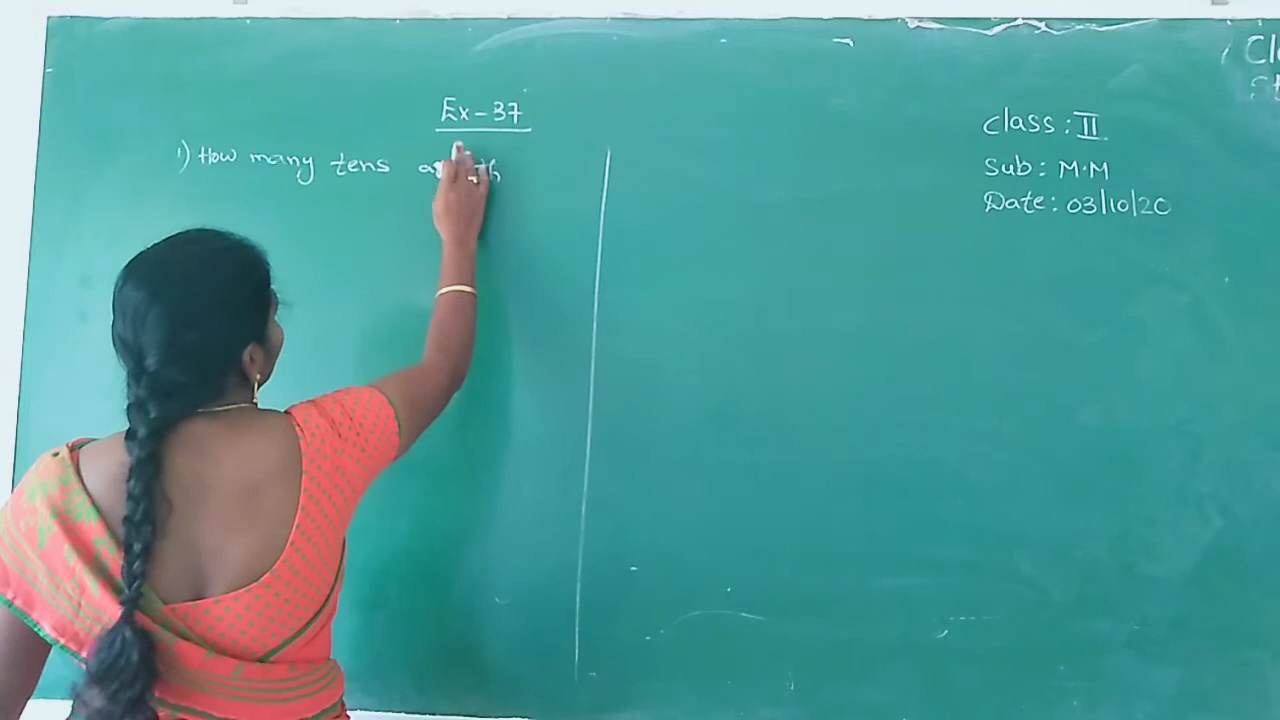 Ex-37
1) How many tens
Class: II
Sub: M.M
Date: 03/10/20